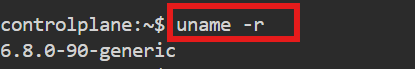 controlplane:~$ uname -r
6.8.0-90-generic